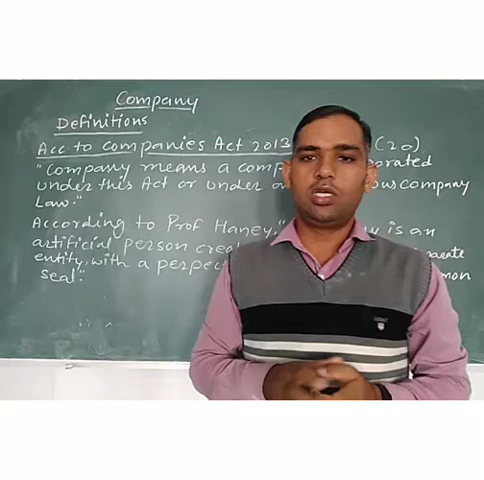 Company
Definitions
Acc to companies Act 2013 (20)
"Company means a comp orated
under this Act or under a ous company
Law."
According to Prof Haney." is an
artificial person crea arate
entity, with a perpec mon
seal".